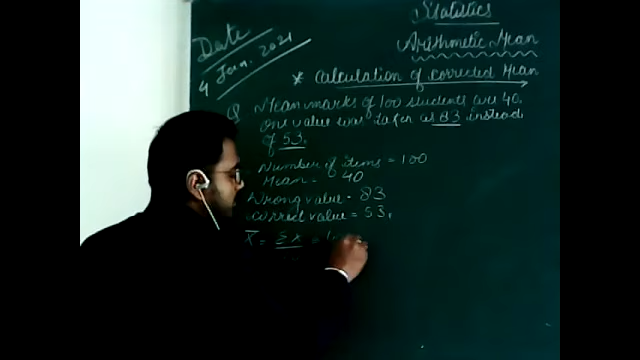 Statistics
Date
4 Jan. 2021
Arithmetic Mean
* Calculation of corrected Mean
Q Mean marks of 100 students are 40.
one value was taken as 83 instead
of 53.
Number of items = 100
Mean = 40
Wrong value = 83
Correct value = 53.
X̄ = ΣX =